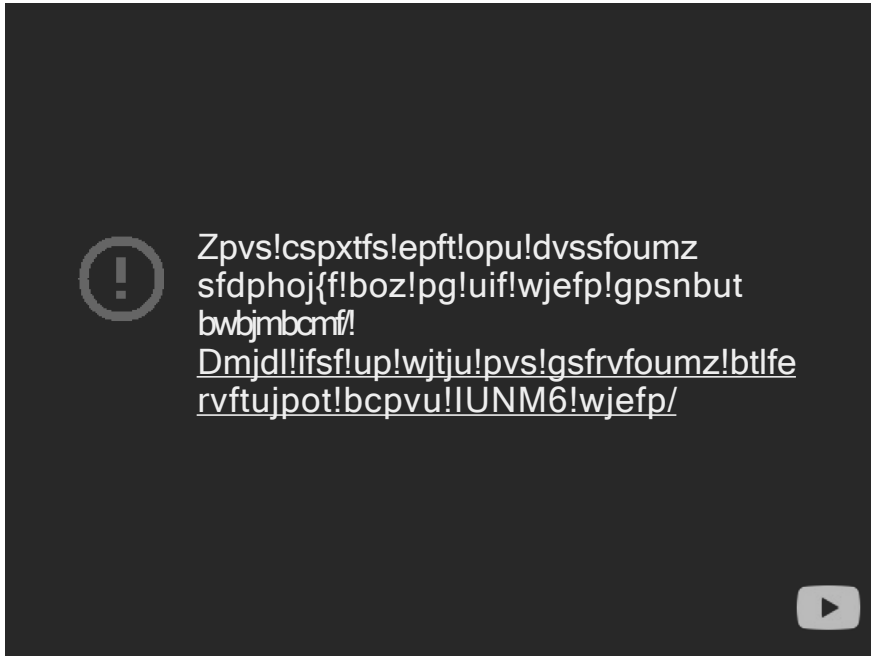 Zpvs!cspxtfs!epft!opu!dvssfoumz
sfdphoj{f!boz!pg!uif!wjefp!gpsnbut
bwbjmbcmf/!
Dmjdl!ifsf!up!wjtju!pvs!gsfrvfoumz!btlfe
rvftujpot!bcpvu!IUNM6!wjefp/